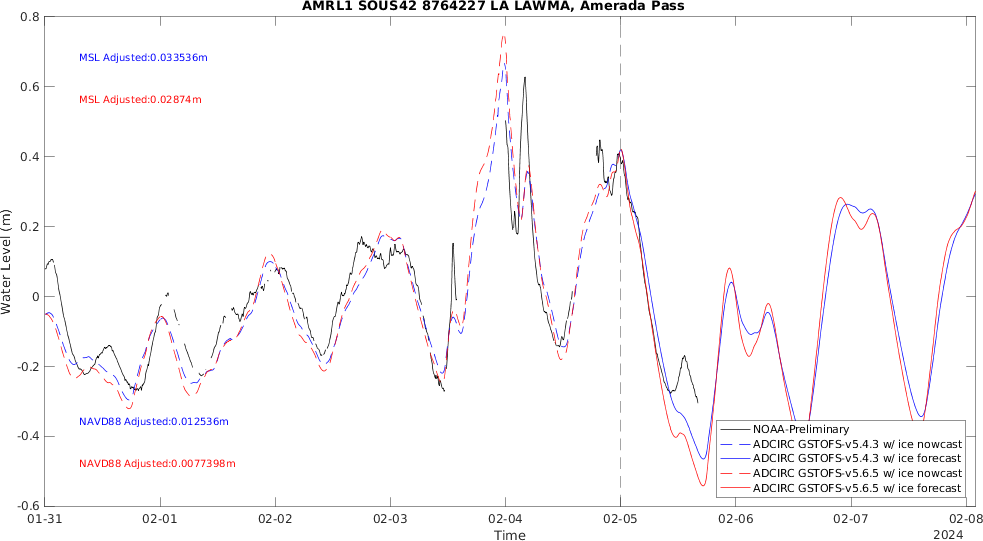 AMRL1 SOUS42 8764227 LA LAWMA, Amerada Pass
0.8
0.6
0.4
0.2
0
-0.2
-0.4
-0.6
Water Level (m)
MSL Adjusted:0.033536m
MSL Adjusted:0.02874m
NAVD88 Adjusted:0.012536m
NAVD88 Adjusted:0.0077398m
NOAA-Preliminary
ADCIRC GSTOFS-v5.4.3 w/ ice nowcast
ADCIRC GSTOFS-v5.4.3 w/ ice forecast
ADCIRC GSTOFS-v5.6.5 w/ ice nowcast
ADCIRC GSTOFS-v5.6.5 w/ ice forecast
01-31 02-01 02-02 02-03 02-04 02-05 02-06 02-07 02-08
Time
2024